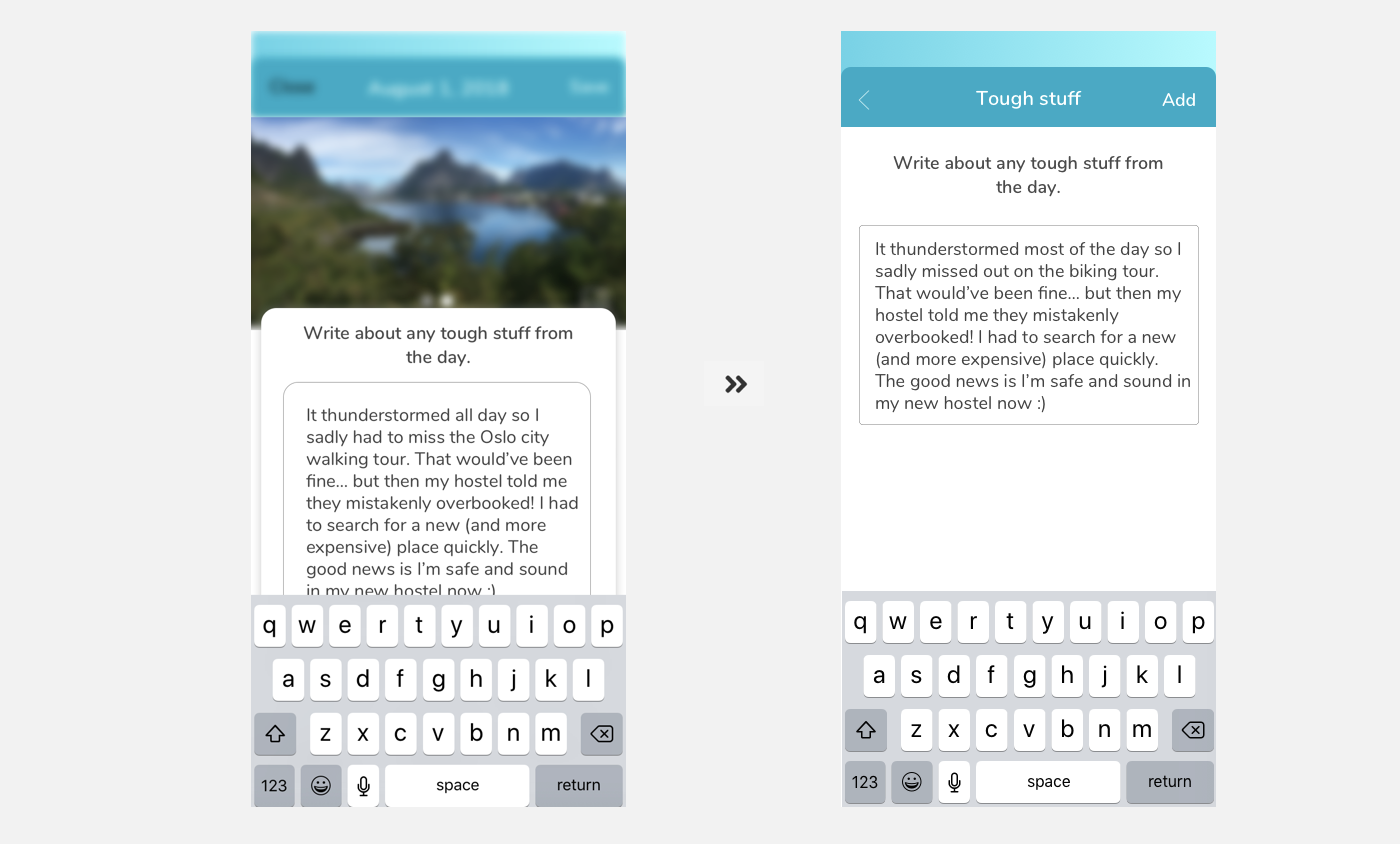 Close August 1, 2018 Save
Write about any tough stuff from
the day.
It thunderstormed all day so I
sadly had to miss the Oslo city
walking tour. That would’ve been
fine... but then my hostel told me
they mistakenly overbooked! I had
to search for a new (and more
expensive) place quickly. The
good news is I’m safe and sound
in my new hostel now :)
q w e r t y u i o p
a s d f g h j k l
z x c v b n m
123 space return
Tough stuff Add
Write about any tough stuff from
the day.
It thunderstormed most of the day so I
sadly missed out on the biking tour.
That would’ve been fine... but then my
hostel told me they mistakenly
overbooked! I had to search for a new
(and more expensive) place quickly.
The good news is I’m safe and sound in
my new hostel now :)
q w e r t y u i o p
a s d f g h j k l
z x c v b n m
123 space return